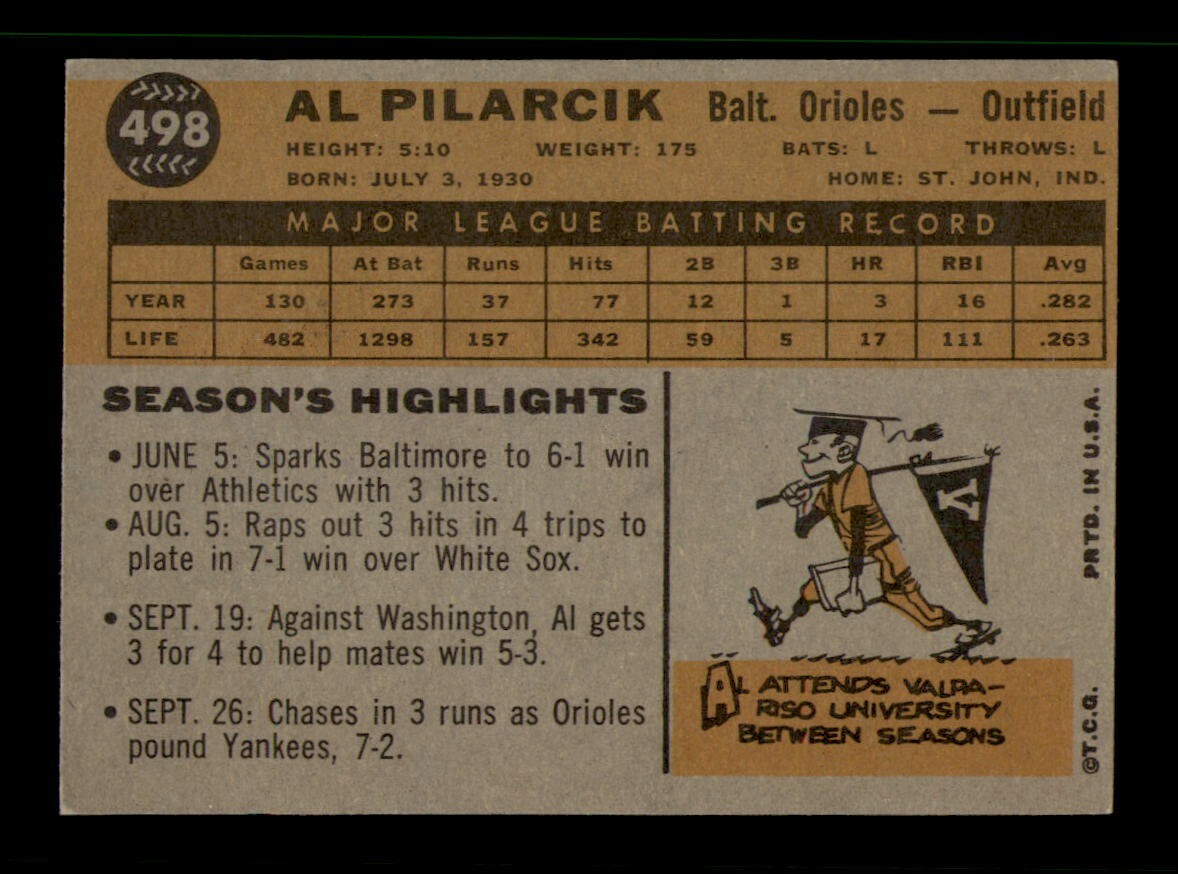 498
AL PILARCIK Balt. Orioles — Outfield
HEIGHT: 5:10 WEIGHT: 175 BATS: L THROWS: L
BORN: JULY 3, 1930 HOME: ST. JOHN, IND.
MAJOR LEAGUE BATTING RECORD
Games At Bat Runs Hits 2B 3B HR RBI Avg
YEAR 130 273 37 77 12 1 3 16 .282
LIFE 482 1298 157 342 59 5 17 111 .263
SEASON'S HIGHLIGHTS
• JUNE 5: Sparks Baltimore to 6-1 win
over Athletics with 3 hits.
• AUG. 5: Raps out 3 hits in 4 trips to
plate in 7-1 win over White Sox.
• SEPT. 19: Against Washington, Al gets
3 for 4 to help mates win 5-3.
• SEPT. 26: Chases in 3 runs as Orioles
pound Yankees, 7-2.
V
AL ATTENDS VALPA-
RISO UNIVERSITY
BETWEEN SEASONS
©T.C.G. PRTD. IN U.S.A.